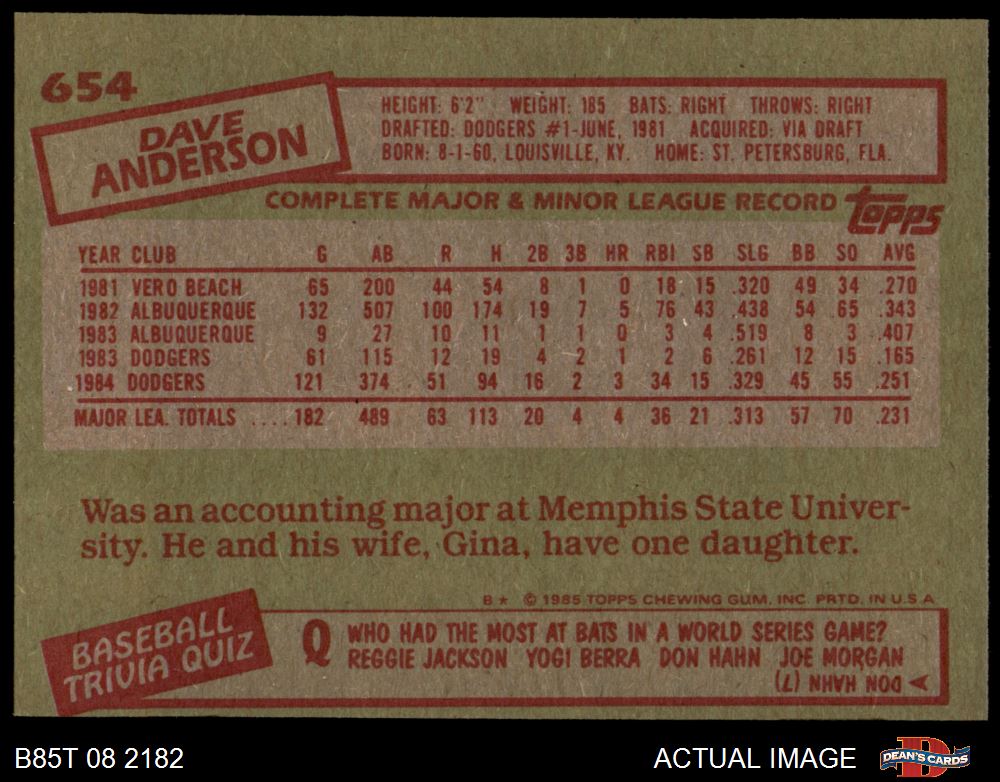 654
DAVE
ANDERSON
HEIGHT: 6'2" WEIGHT: 185 BATS: RIGHT THROWS: RIGHT
DRAFTED: DODGERS #1-JUNE, 1981 ACQUIRED: VIA DRAFT
BORN: 8-1-60, LOUISVILLE, KY. HOME: ST. PETERSBURG, FLA.
COMPLETE MAJOR & MINOR LEAGUE RECORD topps
YEAR CLUB G AB R H 2B 3B HR RBI SB SLG BB SO AVG
1981 VERO BEACH 65 200 44 54 8 1 0 18 15 .320 49 34 .270
1982 ALBUQUERQUE 132 507 100 174 19 7 5 76 43 .438 54 65 .343
1983 ALBUQUERQUE 9 27 10 11 1 1 0 3 4 .519 8 3 .407
1983 DODGERS 61 115 12 19 4 2 1 2 6 .261 12 15 .165
1984 DODGERS 121 374 51 94 16 2 3 34 15 .329 45 55 .251
MAJOR LEA. TOTALS ....182 489 63 113 20 4 4 36 21 .313 57 70 .231
Was an accounting major at Memphis State Univer-
sity. He and his wife, Gina, have one daughter.
B* © 1985 TOPPS CHEWING GUM, INC. PRTD. IN U.S.A
BASEBALL
TRIVIA QUIZ
Q WHO HAD THE MOST AT BATS IN A WORLD SERIES GAME?
REGGIE JACKSON YOGI BERRA DON HAHN JOE MORGAN
DON HAHN (7)
B85T 08 2182
ACTUAL IMAGE
D
DEAN'S CARDS